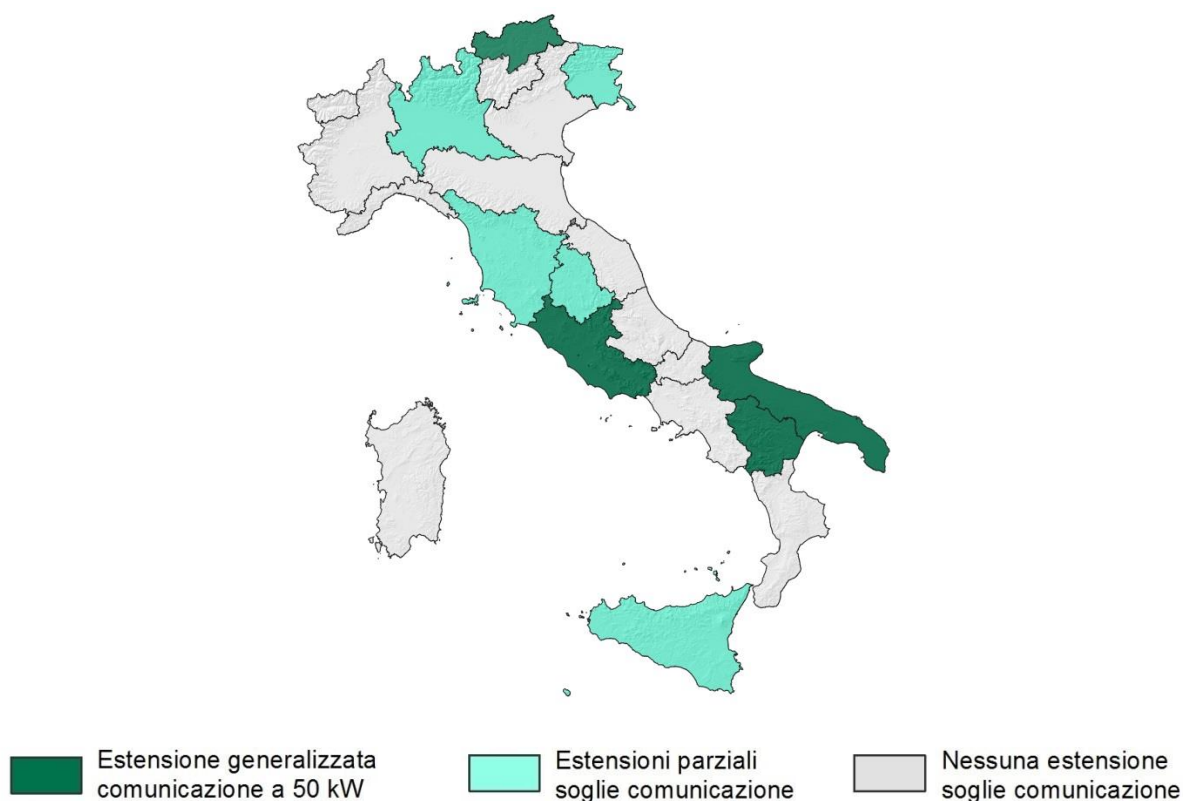 Estensione generalizzata
comunicazione a 50 kW
Estensioni parziali
soglie comunicazione
Nessuna estensione
soglie comunicazione